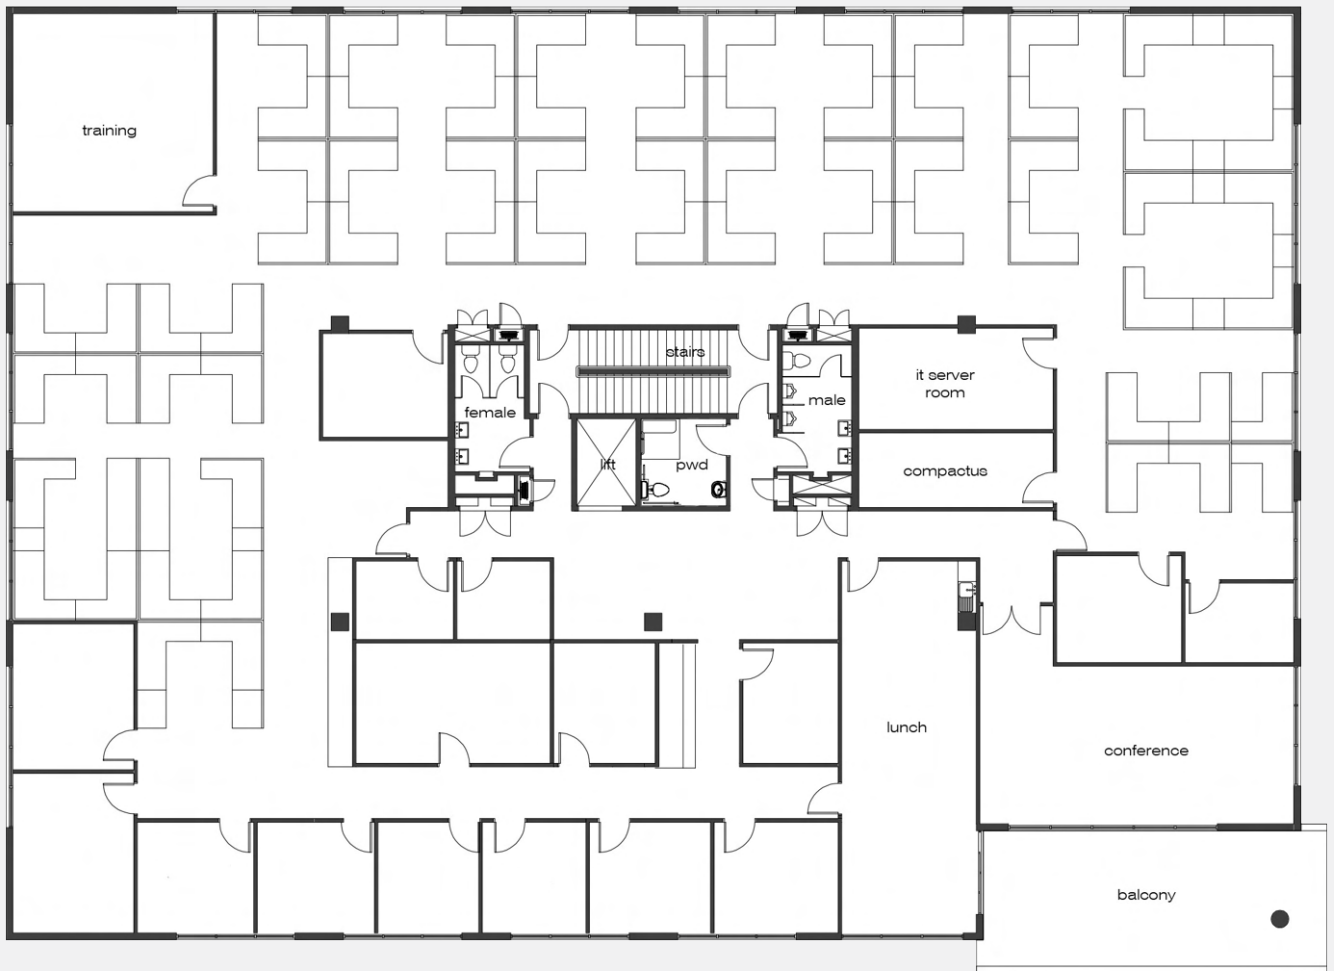 training
stairs
it server
room
male
female
lift
pwd
compactus
lunch
conference
balcony